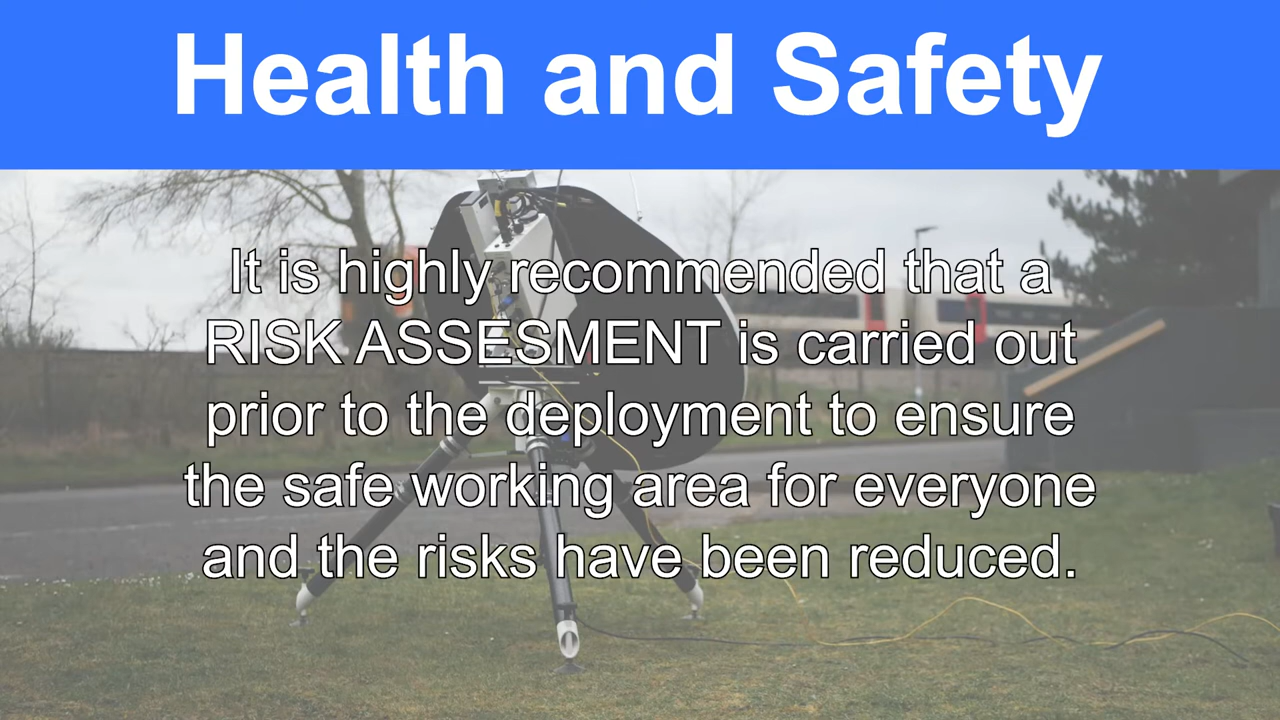 Health and Safety
It is highly recommended that a
RISK ASSESMENT is carried out
prior to the deployment to ensure
the safe working area for everyone
and the risks have been reduced.